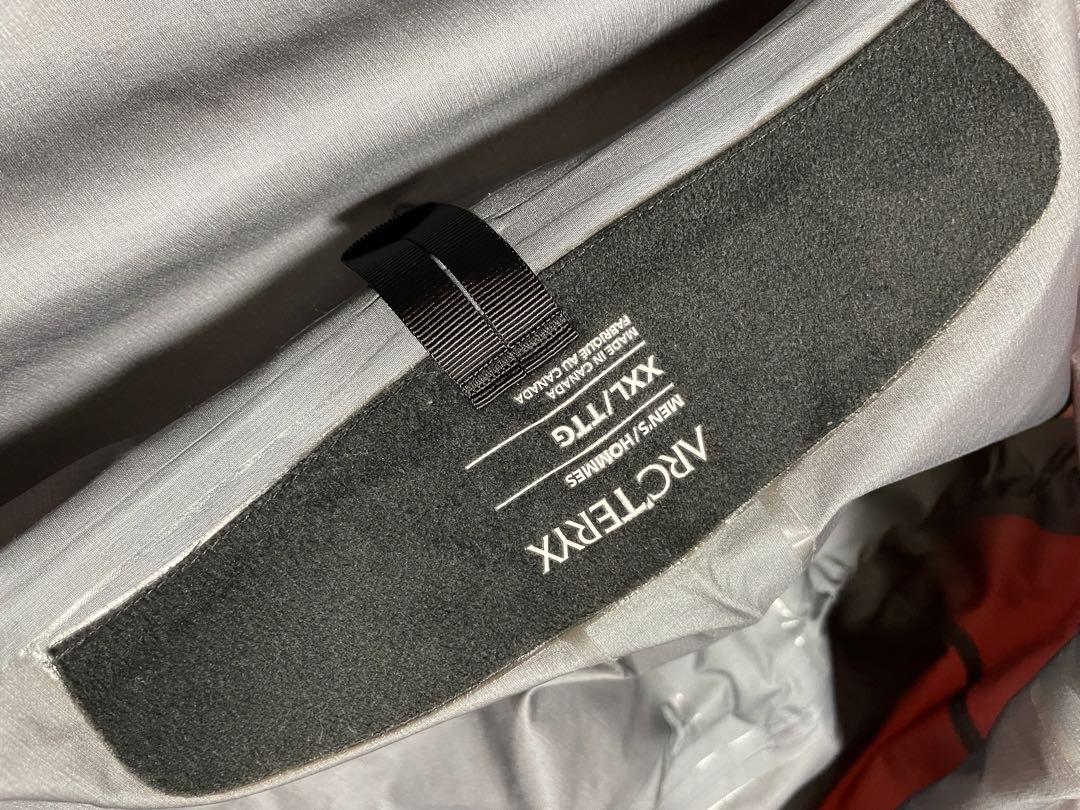 ARC'TERYX
MEN'S/HOMMES
XXL/TTG
MADE IN CANADA
FABRIQUÉ AU CANADA